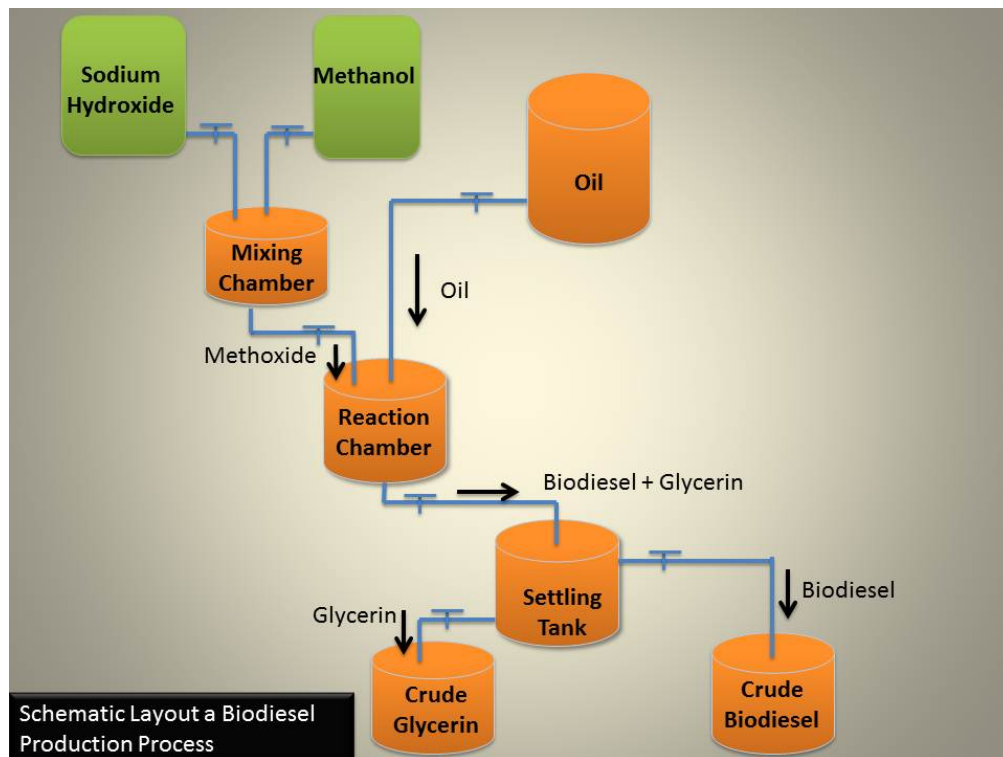 Sodium
Hydroxide
Methanol
Oil
Mixing
Chamber
Oil
Methoxide
Reaction
Chamber
Biodiesel + Glycerin
Settling
Tank
Biodiesel
Glycerin
Crude
Glycerin
Crude
Biodiesel
Schematic Layout a Biodiesel
Production Process